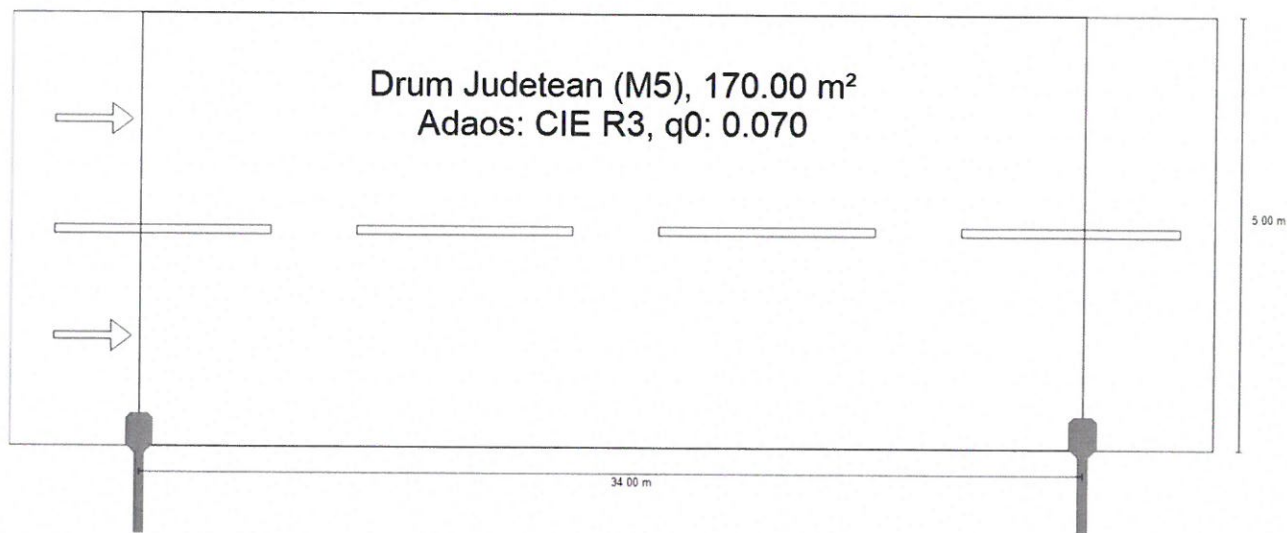 Drum Judetean (M5), 170.00 m²
Adaos: CIE R3, q0: 0.070
5 00 m
34 00 m